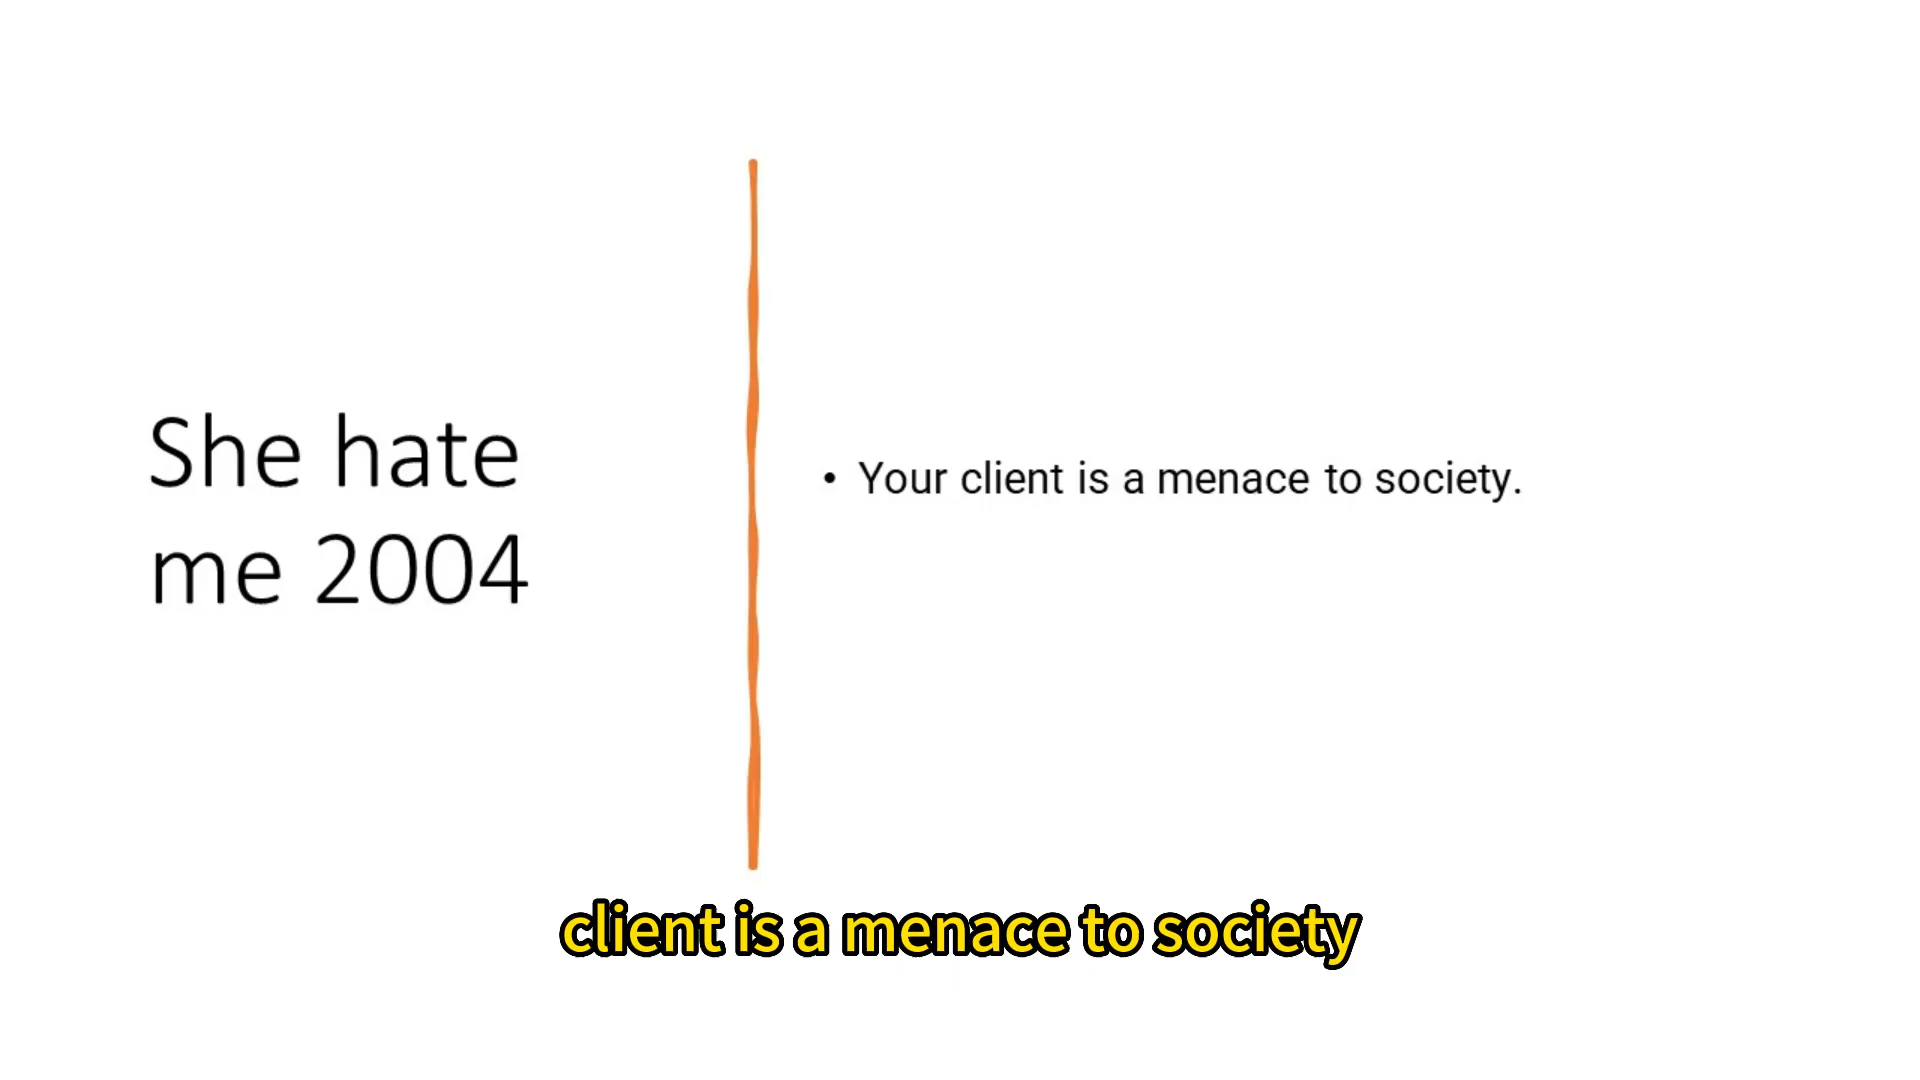 She hate
me 2004
• Your client is a menace to society.
client is a menace to society